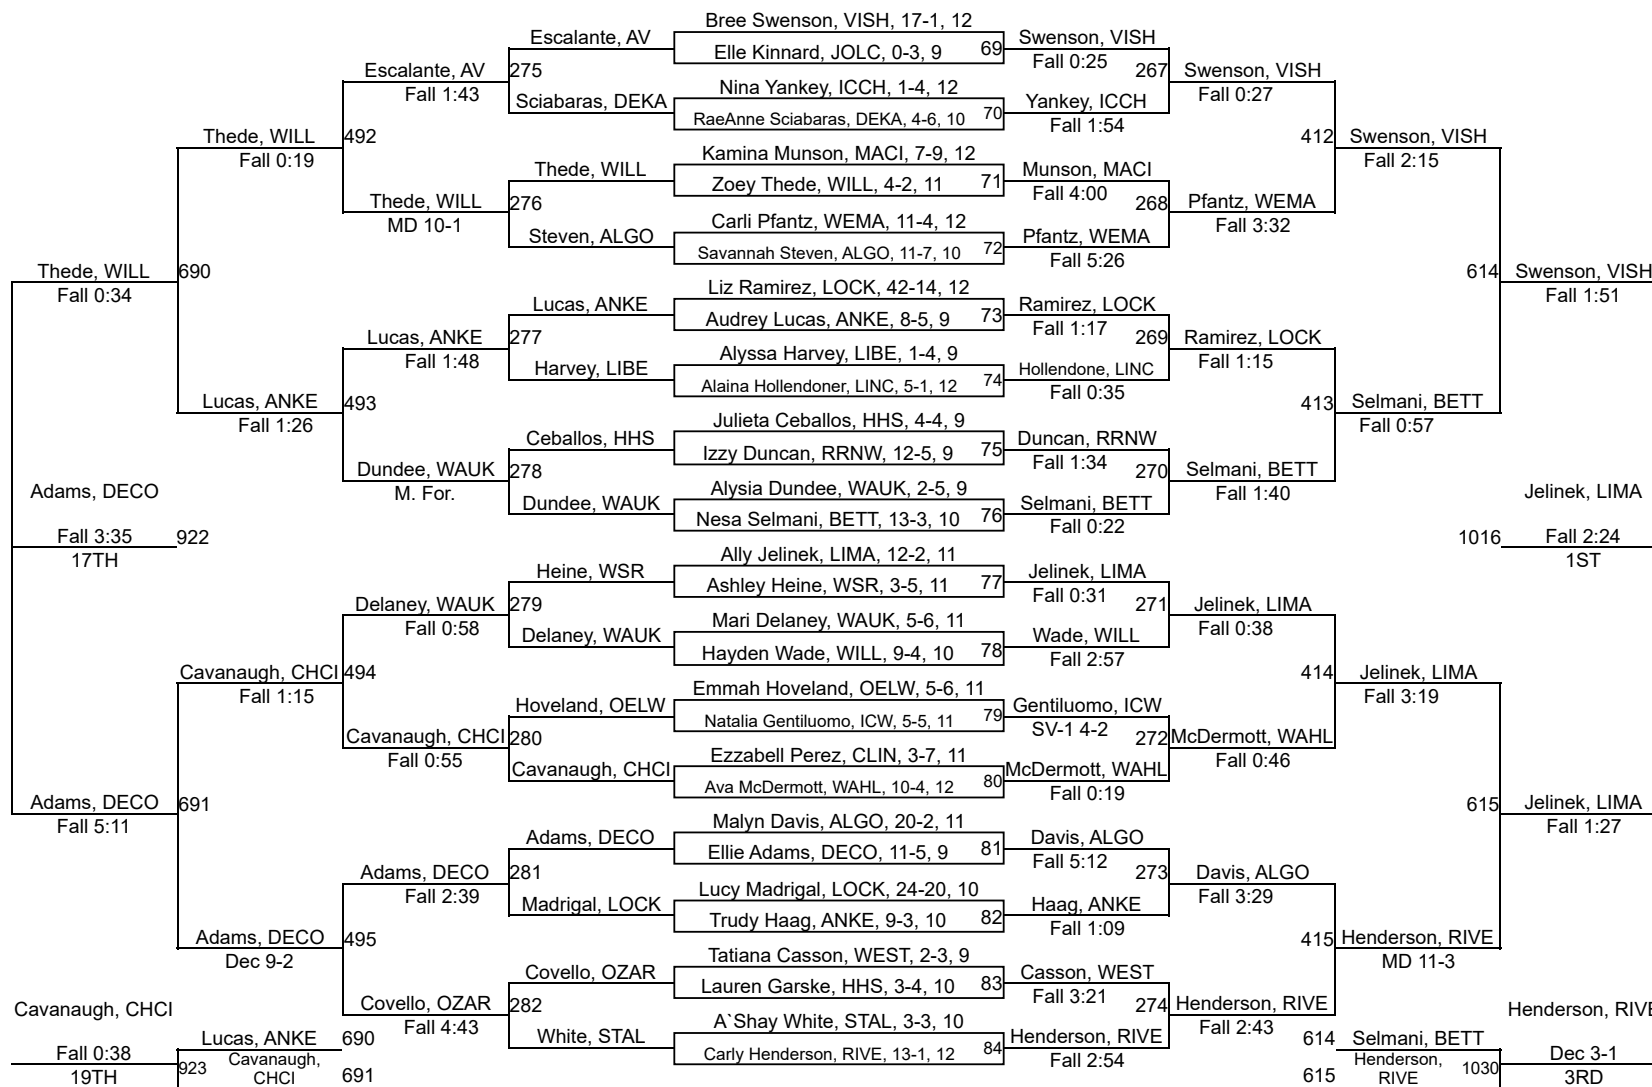 Bree Swenson, VISH, 17-1, 12
Escalante, AV
Elle Kinnard, JOLC, 0-3, 9
69
Swenson, VISH
Fall 0:25
Escalante, AV
275
267
Swenson, VISH
Fall 1:43
Nina Yankey, ICCH, 1-4, 12
Fall 0:27
Sciabaras, DEKA
RaeAnne Sciabaras, DEKA, 4-6, 10
70
Yankey, ICCH
Fall 1:54
Thede, WILL
492
412
Swenson, VISH
Fall 0:19
Kamina Munson, MACI, 7-9, 12
Fall 2:15
Thede, WILL
Zoey Thede, WILL, 4-2, 11
71
Munson, MACI
Fall 4:00
Thede, WILL
276
268
Pfantz, WEMA
MD 10-1
Carli Pfantz, WEMA, 11-4, 12
Fall 3:32
Steven, ALGO
Savannah Steven, ALGO, 11-7, 10
72
Pfantz, WEMA
Fall 5:26
Thede, WILL
690
614
Swenson, VISH
Fall 0:34
Liz Ramirez, LOCK, 42-14, 12
Fall 1:51
Lucas, ANKE
Audrey Lucas, ANKE, 8-5, 9
73
Ramirez, LOCK
Fall 1:17
Lucas, ANKE
277
269
Ramirez, LOCK
Fall 1:48
Alyssa Harvey, LIBE, 1-4, 9
Fall 1:15
Harvey, LIBE
Alaina Hollendoner, LINC, 5-1, 12
74
Hollendone, LINC
Fall 0:35
Lucas, ANKE
493
413
Selmani, BETT
Fall 1:26
Julieta Ceballos, HHS, 4-4, 9
Fall 0:57
Ceballos, HHS
Izzy Duncan, RRNW, 12-5, 9
75
Duncan, RRNW
Fall 1:34
Dundee, WAUK
278
270
Selmani, BETT
M. For.
Alysia Dundee, WAUK, 2-5, 9
Fall 1:40
Adams, DECO
Jelinek, LIMA
Dundee, WAUK
Nesa Selmani, BETT, 13-3, 10
76
Selmani, BETT
Fall 0:22
Fall 3:35
922
1016
Fall 2:24
17TH
1ST
Ally Jelinek, LIMA, 12-2, 11
Heine, WSR
Ashley Heine, WSR, 3-5, 11
77
Jelinek, LIMA
Fall 0:31
Delaney, WAUK
279
271
Jelinek, LIMA
Fall 0:58
Mari Delaney, WAUK, 5-6, 11
Fall 0:38
Delaney, WAUK
Hayden Wade, WILL, 9-4, 10
78
Wade, WILL
Fall 2:57
Cavanaugh, CHCI
494
414
Jelinek, LIMA
Fall 1:15
Emmah Hoveland, OELW, 5-6, 11
Fall 3:19
Hoveland, OELW
Natalia Gentiluomo, ICW, 5-5, 11
79
Gentiluomo, ICW
SV-1 4-2
Cavanaugh, CHCI
280
272
McDermott, WAHL
Fall 0:55
Ezzabell Perez, CLIN, 3-7, 11
Fall 0:46
Cavanaugh, CHCI
Ava McDermott, WAHL, 10-4, 12
80
McDermott, WAHL
Fall 0:19
Adams, DECO
691
615
Jelinek, LIMA
Fall 5:11
Malyn Davis, ALGO, 20-2, 11
Fall 1:27
Adams, DECO
Ellie Adams, DECO, 11-5, 9
81
Davis, ALGO
Fall 5:12
Adams, DECO
281
273
Davis, ALGO
Fall 2:39
Lucy Madrigal, LOCK, 24-20, 10
Fall 3:29
Madrigal, LOCK
Trudy Haag, ANKE, 9-3, 10
82
Haag, ANKE
Fall 1:09
Adams, DECO
495
415
Henderson, RIVE
Dec 9-2
Tatiana Casson, WEST, 2-3, 9
MD 11-3
Covello, OZAR
Lauren Garske, HHS, 3-4, 10
83
Casson, WEST
Fall 3:21
Covello, OZAR
282
274
Henderson, RIVE
Fall 4:43
A`Shay White, STAL, 3-3, 10
Fall 2:43
Cavanaugh, CHCI
Henderson, RIVE
White, STAL
Carly Henderson, RIVE, 13-1, 12
84
Henderson, RIVE
Fall 2:54
Lucas, ANKE
690
614
Selmani, BETT
Fall 0:38
923
Cavanaugh,
CHCI
691
615
Henderson,
RIVE
1030
Dec 3-1
19TH
3RD